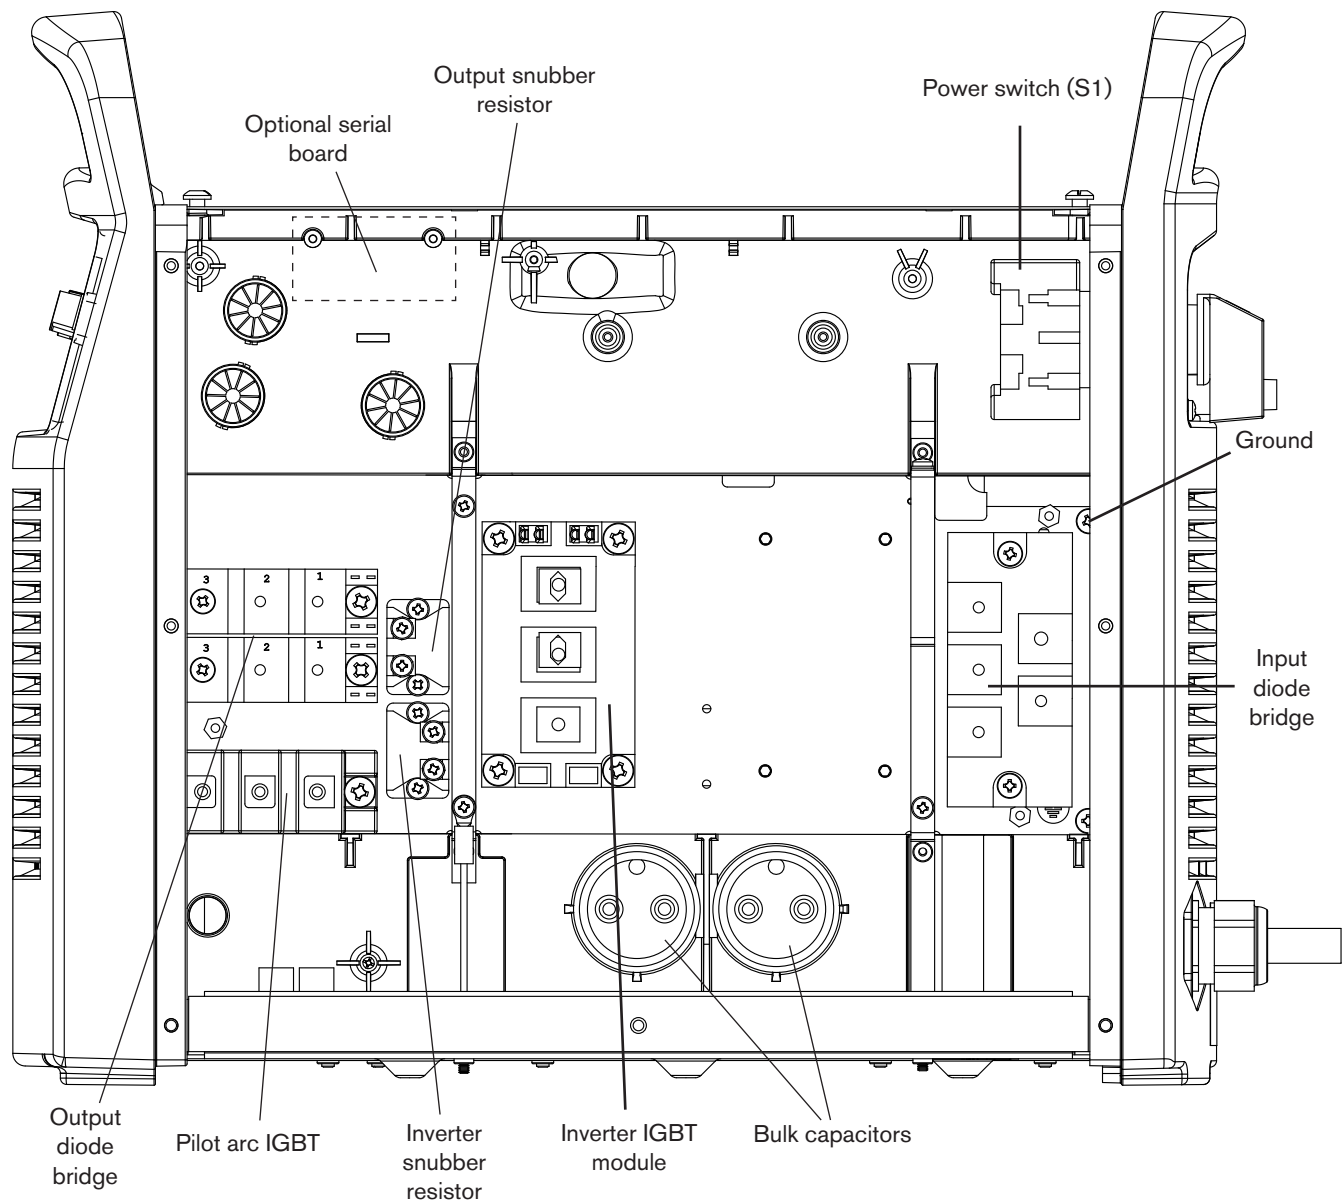 Output snubber
resistor
Power switch (S1)
Optional serial
board
Ground
3 2 1
3 2 1
Input
diode
bridge
Output
diode
bridge
Pilot arc IGBT
Inverter
snubber
resistor
Inverter IGBT
module
Bulk capacitors